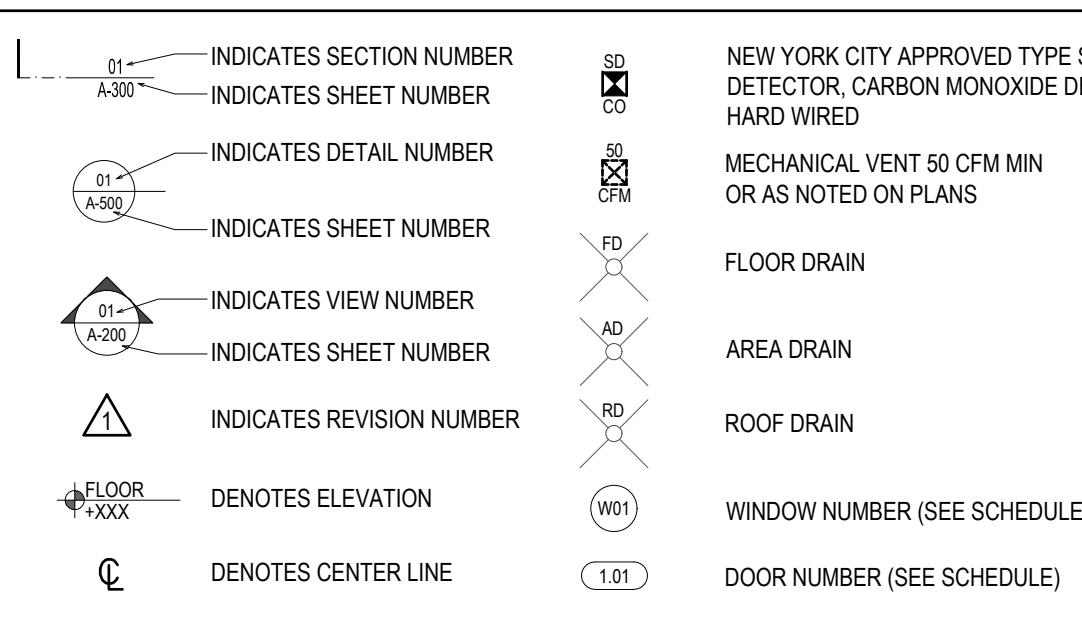 01
A-300
INDICATES SECTION NUMBER
INDICATES SHEET NUMBER
01
A-500
INDICATES DETAIL NUMBER
INDICATES SHEET NUMBER
01
A-200
INDICATES VIEW NUMBER
INDICATES SHEET NUMBER
1
INDICATES REVISION NUMBER
FLOOR
+XXX
DENOTES ELEVATION
℄
DENOTES CENTER LINE
SD
CO
NEW YORK CITY APPROVED TYPE
DETECTOR, CARBON MONOXIDE
HARD WIRED
50
CFM
MECHANICAL VENT 50 CFM MIN
OR AS NOTED ON PLANS
FD
FLOOR DRAIN
AD
AREA DRAIN
RD
ROOF DRAIN
W01
WINDOW NUMBER (SEE SCHEDULE
1.01
DOOR NUMBER (SEE SCHEDULE)